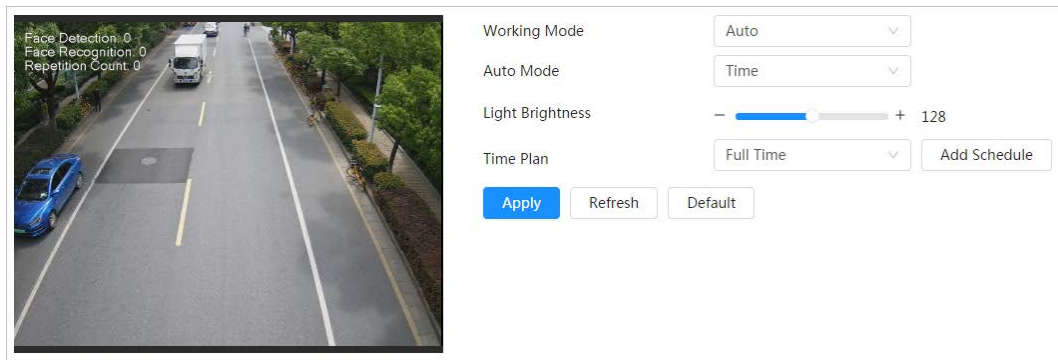 Face Detection: 0
Face Recognition: 0
Repetition Count: 0
Working Mode
Auto
Auto Mode
Time
Light Brightness
− + 128
Time Plan
Full Time
Add Schedule
Apply
Refresh
Default